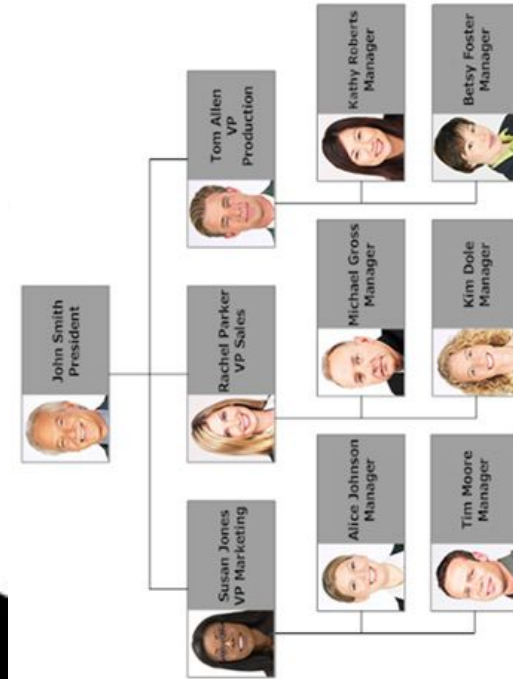 John Smith
President
Susan Jones
VP Marketing
Rachel Parker
VP Sales
Tom Allen
VP
Production
Alice Johnson
Manager
Michael Gross
Manager
Kathy Roberts
Manager
Tim Moore
Manager
Kim Dole
Manager
Betsy Foster
Manager